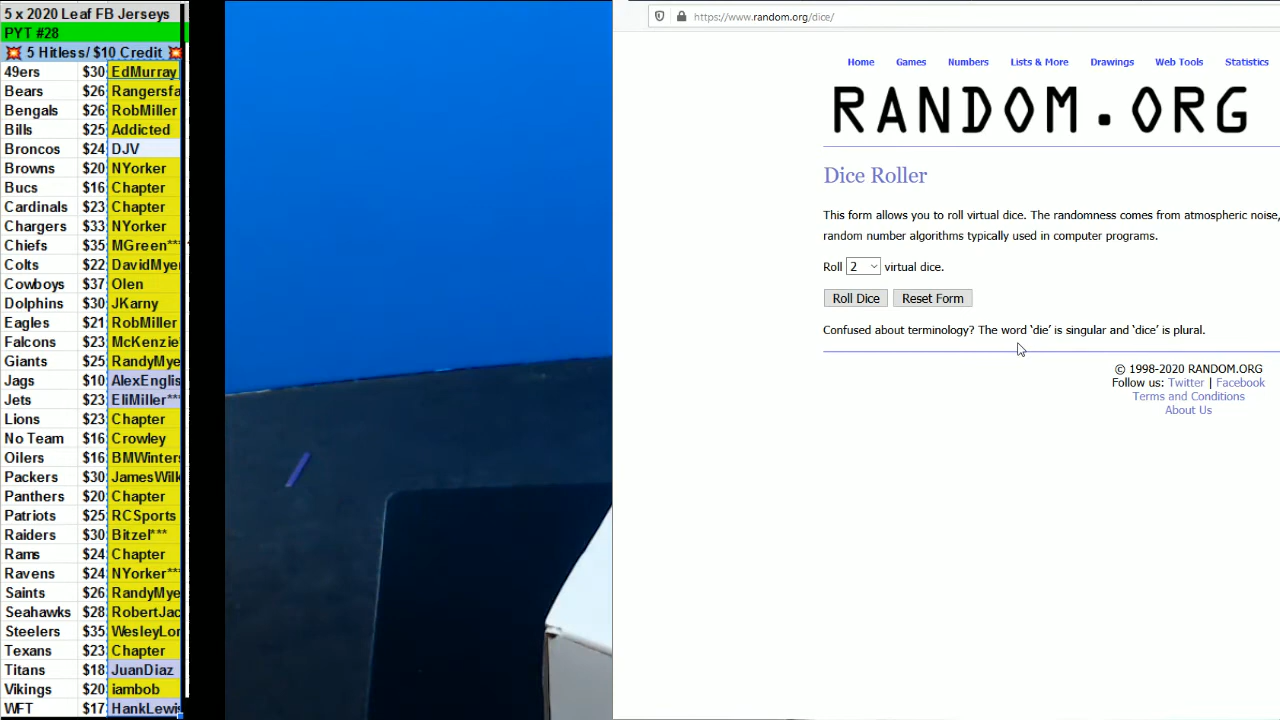 5 x 2020 Leaf FB Jerseys
PYT #28
💥 5 Hitless/ $10 Credit 💥
49ers $30 EdMurray
Bears $26 Rangersfa
Bengals $26 RobMiller
Bills $25 Addicted
Broncos $24 DJV
Browns $20 NYorker
Bucs $16 Chapter
Cardinals $23 Chapter
Chargers $33 NYorker
Chiefs $35 MGreen***
Colts $22 DavidMye
Cowboys $37 Olen
Dolphins $30 JKarny
Eagles $21 RobMiller
Falcons $23 McKenzie
Giants $25 RandyMye
Jags $10 AlexEnglis
Jets $23 EliMiller***
Lions $23 Chapter
No Team $16 Crowley
Oilers $16 BMWinters
Packers $30 JamesWilk
Panthers $20 Chapter
Patriots $25 RCSports
Raiders $30 Bitzel***
Rams $24 Chapter
Ravens $24 NYorker***
Saints $26 RandyMye
Seahawks $28 RobertJac
Steelers $35 WesleyLor
Texans $23 Chapter
Titans $18 JuanDiaz
Vikings $20 iambob
WFT $17 HankLewis
https://www.random.org/dice/
Home Games Numbers Lists & More Drawings Web Tools Statistics
RANDOM.ORG
Dice Roller
This form allows you to roll virtual dice. The randomness comes from atmospheric noise,
random number algorithms typically used in computer programs.
Roll 2 virtual dice.
Roll Dice Reset Form
Confused about terminology? The word ‘die’ is singular and ‘dice’ is plural.
© 1998-2020 RANDOM.ORG
Follow us: Twitter | Facebook
Terms and Conditions
About Us